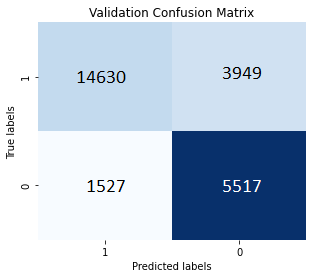 Validation Confusion Matrix
True labels
1
14630
3949
0
1527
5517
1
0
Predicted labels